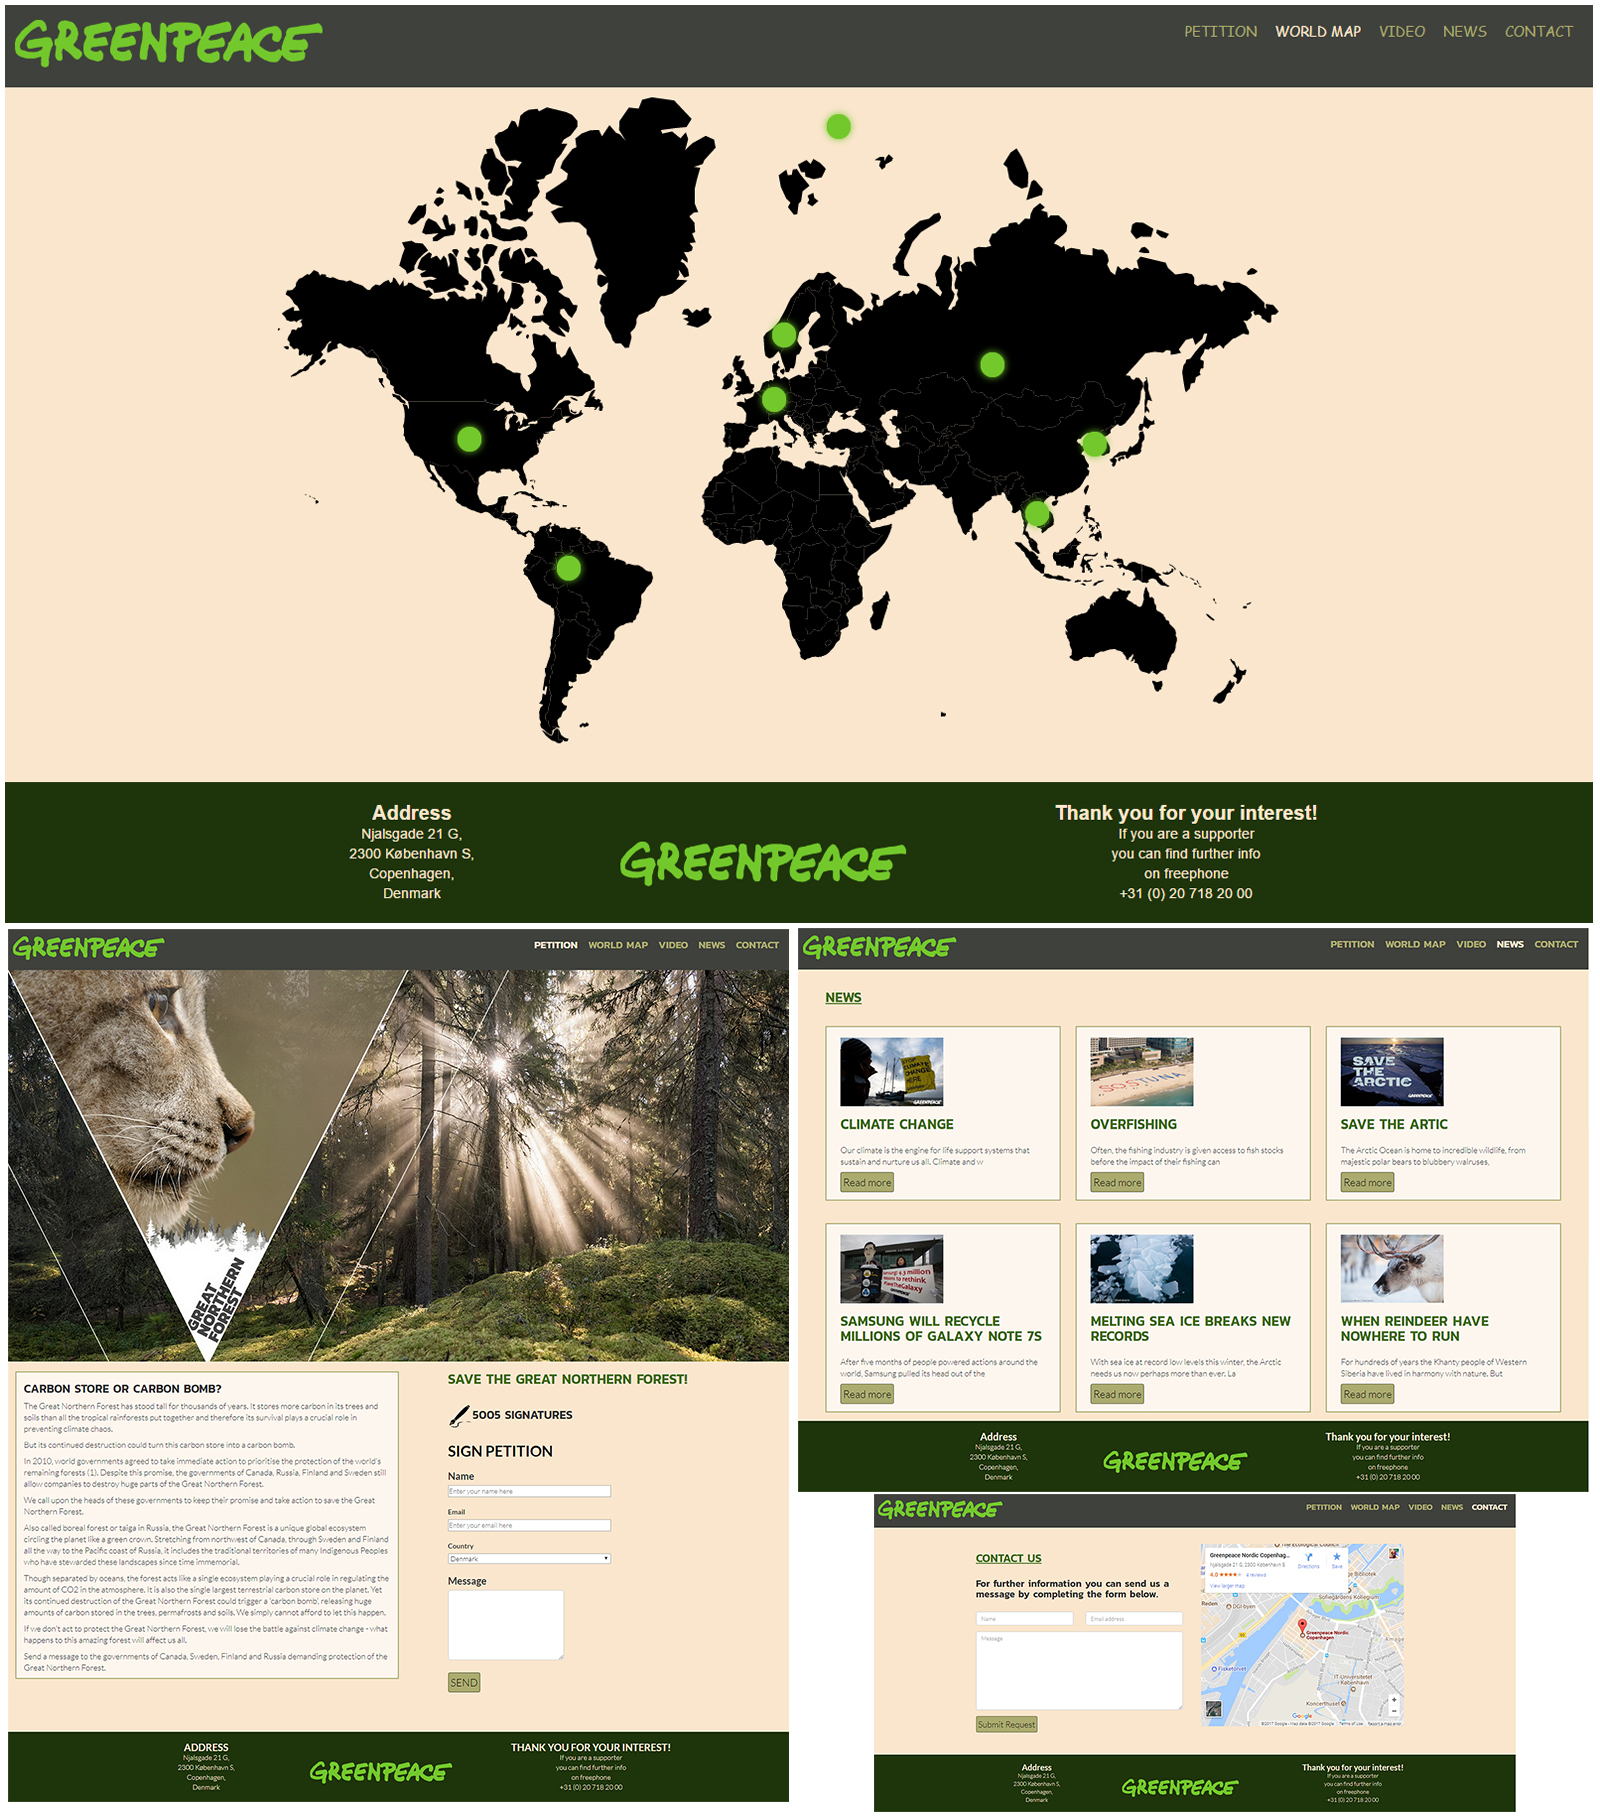 GREENPEACE
PETITION WORLD MAP VIDEO NEWS CONTACT
Address
Njalsgade 21 G,
2300 København S,
Copenhagen,
Denmark
GREENPEACE
Thank you for your interest!
If you are a supporter
you can find further info
on freephone
+31 (0) 20 718 20 00
GREENPEACE
PETITION WORLD MAP VIDEO NEWS CONTACT
GREAT
NORTHERN
FOREST
CARBON STORE OR CARBON BOMB?
The Great Northern Forest has stood tall for thousands of years. It stores more carbon in its trees and
soils than all the tropical rainforests put together and therefore its survival plays a crucial role in
preventing climate chaos.
But its continued destruction could turn this carbon store into a carbon bomb.
In 2010, world governments agreed to take immediate action to prioritise the protection of the world's
remaining forests (1). Despite this promise, the governments of Canada, Russia, Finland and Sweden still
allow companies to destroy huge parts of the Great Northern Forest.
We call upon the heads of these governments to keep their promise and take action to save the Great
Northern Forest.
Also called boreal forest or taiga in Russia, the Great Northern Forest is a unique global ecosystem
circling the planet like a green crown. Stretching from northwest of Canada, through Sweden and Finland
all the way to the Pacific coast of Russia, it includes the traditional territories of many Indigenous Peoples
who have stewarded these landscapes since time immemorial.
Though separated by oceans, the forest acts like a single ecosystem playing a crucial role in regulating the
amount of CO2 in the atmosphere. It is also the single largest terrestrial carbon store on the planet. Yet
its continued destruction of the Great Northern Forest could trigger a 'carbon bomb', releasing huge
amounts of carbon stored in the trees, permafrosts and soils. We simply cannot afford to let this happen.
If we don't act to protect the Great Northern Forest, we will lose the battle against climate change - what
happens to this amazing forest will affect us all.
Send a message to the governments of Canada, Sweden, Finland and Russia demanding protection of the
Great Northern Forest.
SAVE THE GREAT NORTHERN FOREST!
5005 SIGNATURES
SIGN PETITION
Name
Enter your name here
Email
Enter your email here
Country
Denmark
Message
SEND
ADDRESS
Njalsgade 21 G,
2300 København S,
Copenhagen,
Denmark
GREENPEACE
THANK YOU FOR YOUR INTEREST!
If you are a supporter
you can find further info
on freephone
+31 (0) 20 718 20 00
GREENPEACE
PETITION WORLD MAP VIDEO NEWS CONTACT
NEWS
STOP
CLIMATE
CHANGE
HERE
GREENPEACE
CLIMATE CHANGE
Our climate is the engine for life support systems that
sustain and nurture us all. Climate and w
Read more
SOS TUNA
OVERFISHING
Often, the fishing industry is given access to fish stocks
before the impact of their fishing can
Read more
SAVE
THE
ARCTIC
GREENPEACE
SAVE THE ARTIC
The Arctic Ocean is home to incredible wildlife, from
majestic polar bears to blubbery walruses,
Read more
SAMSUNG WILL RECYCLE
MILLIONS OF GALAXY NOTE 7S
After five months of people powered actions around the
world, Samsung pulled its head out of the
Read more
MELTING SEA ICE BREAKS NEW
RECORDS
With sea ice at record low levels this winter, the Arctic
needs us now perhaps more than ever. La
Read more
WHEN REINDEER HAVE
NOWHERE TO RUN
For hundreds of years the Khanty people of Western
Siberia have lived in harmony with nature. But
Read more
Address
Njalsgade 21 G,
2300 København S,
Copenhagen,
Denmark
GREENPEACE
Thank you for your interest!
If you are a supporter
you can find further info
on freephone
+31 (0) 20 718 20 00
GREENPEACE
PETITION WORLD MAP VIDEO NEWS CONTACT
CONTACT US
For further information you can send us a
message by completing the form below.
Name
Email address
Message
Submit Request
Greenpeace Nordic Copenhag...
Njalsgade 21 G, 2300 København S
4.0 4 reviews
View larger map
Directions
Save
Sofiegårdens Kollegium
DGI-byen
Greenpeace Nordic
Copenhagen
Fisketorvet
IT-Universitetet
i København
Koncerthuset
Google
©2017 Google - Map data ©2017 Google Terms of use Report a map error
Address
Njalsgade 21 G,
2300 København S,
Copenhagen,
Denmark
GREENPEACE
Thank you for your interest!
If you are a supporter
you can find further info
on freephone
+31 (0) 20 718 20 00